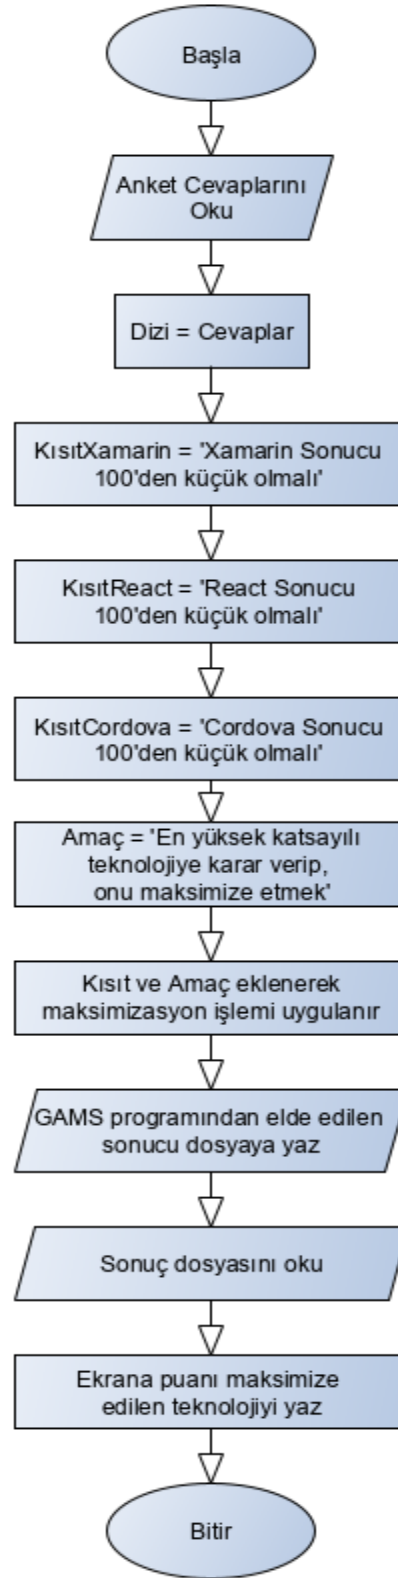 Başla
Anket Cevaplarını
Oku
Dizi = Cevaplar
KısıtXamarin = 'Xamarin Sonucu
100'den küçük olmalı'
KısıtReact = 'React Sonucu
100'den küçük olmalı'
KısıtCordova = 'Cordova Sonucu
100'den küçük olmalı'
Amaç = 'En yüksek katsayılı
teknolojiye karar verip,
onu maksimize etmek'
Kısıt ve Amaç eklenerek
maksimizasyon işlemi uygulanır
GAMS programından elde edilen
sonucu dosyaya yaz
Sonuç dosyasını oku
Ekrana puanı maksimize
edilen teknolojiyi yaz
Bitir